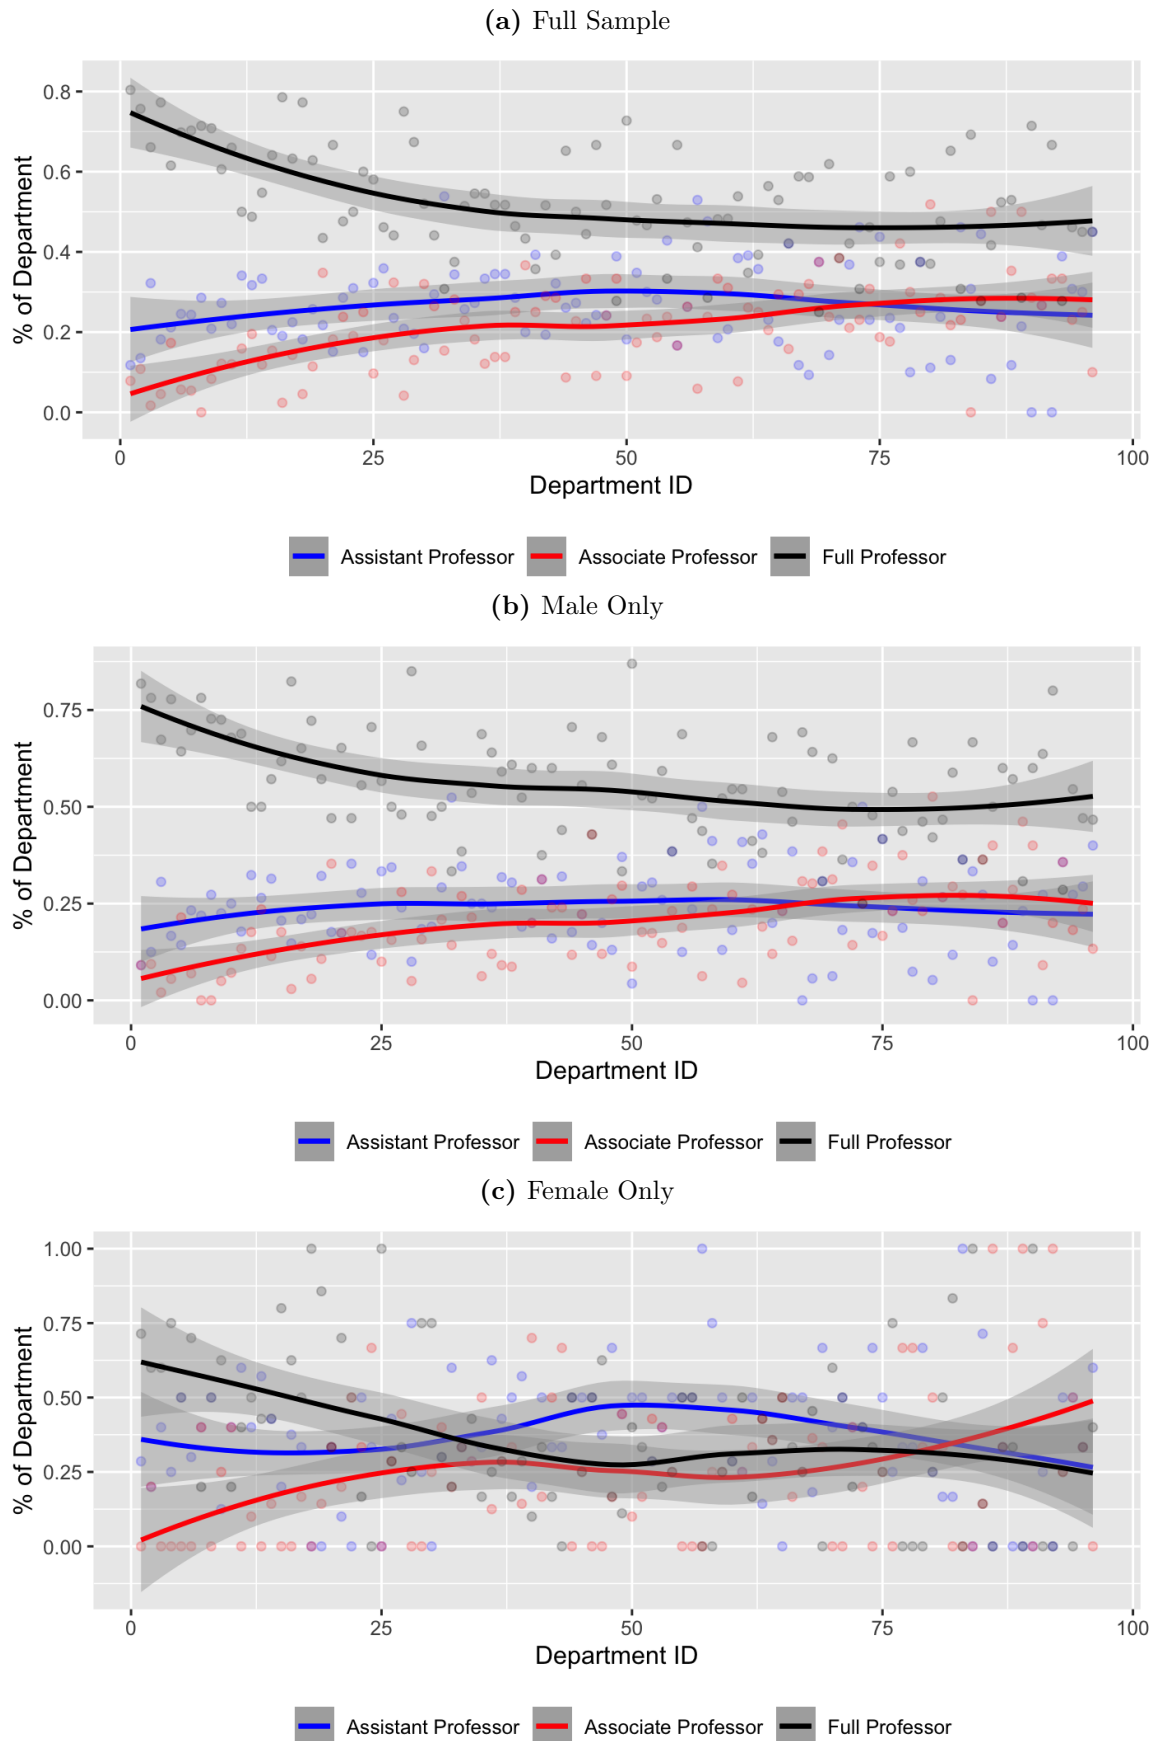 (a) Full Sample
% of Department
0.8
0.6
0.4
0.2
0.0
0 25 50 75 100
Department ID
Assistant Professor Associate Professor Full Professor
(b) Male Only
% of Department
0.75
0.50
0.25
0.00
0 25 50 75 100
Department ID
Assistant Professor Associate Professor Full Professor
(c) Female Only
% of Department
1.00
0.75
0.50
0.25
0.00
0 25 50 75 100
Department ID
Assistant Professor Associate Professor Full Professor